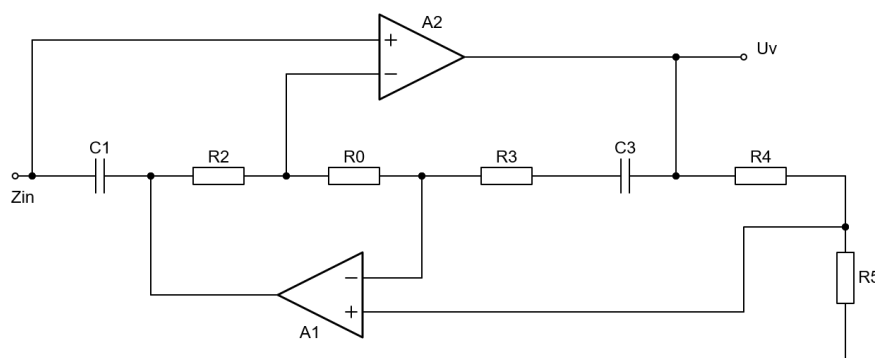 A2
+
Uv
−
C1
R2
R0
R3
C3
R4
Zin
−
R5
+
A1